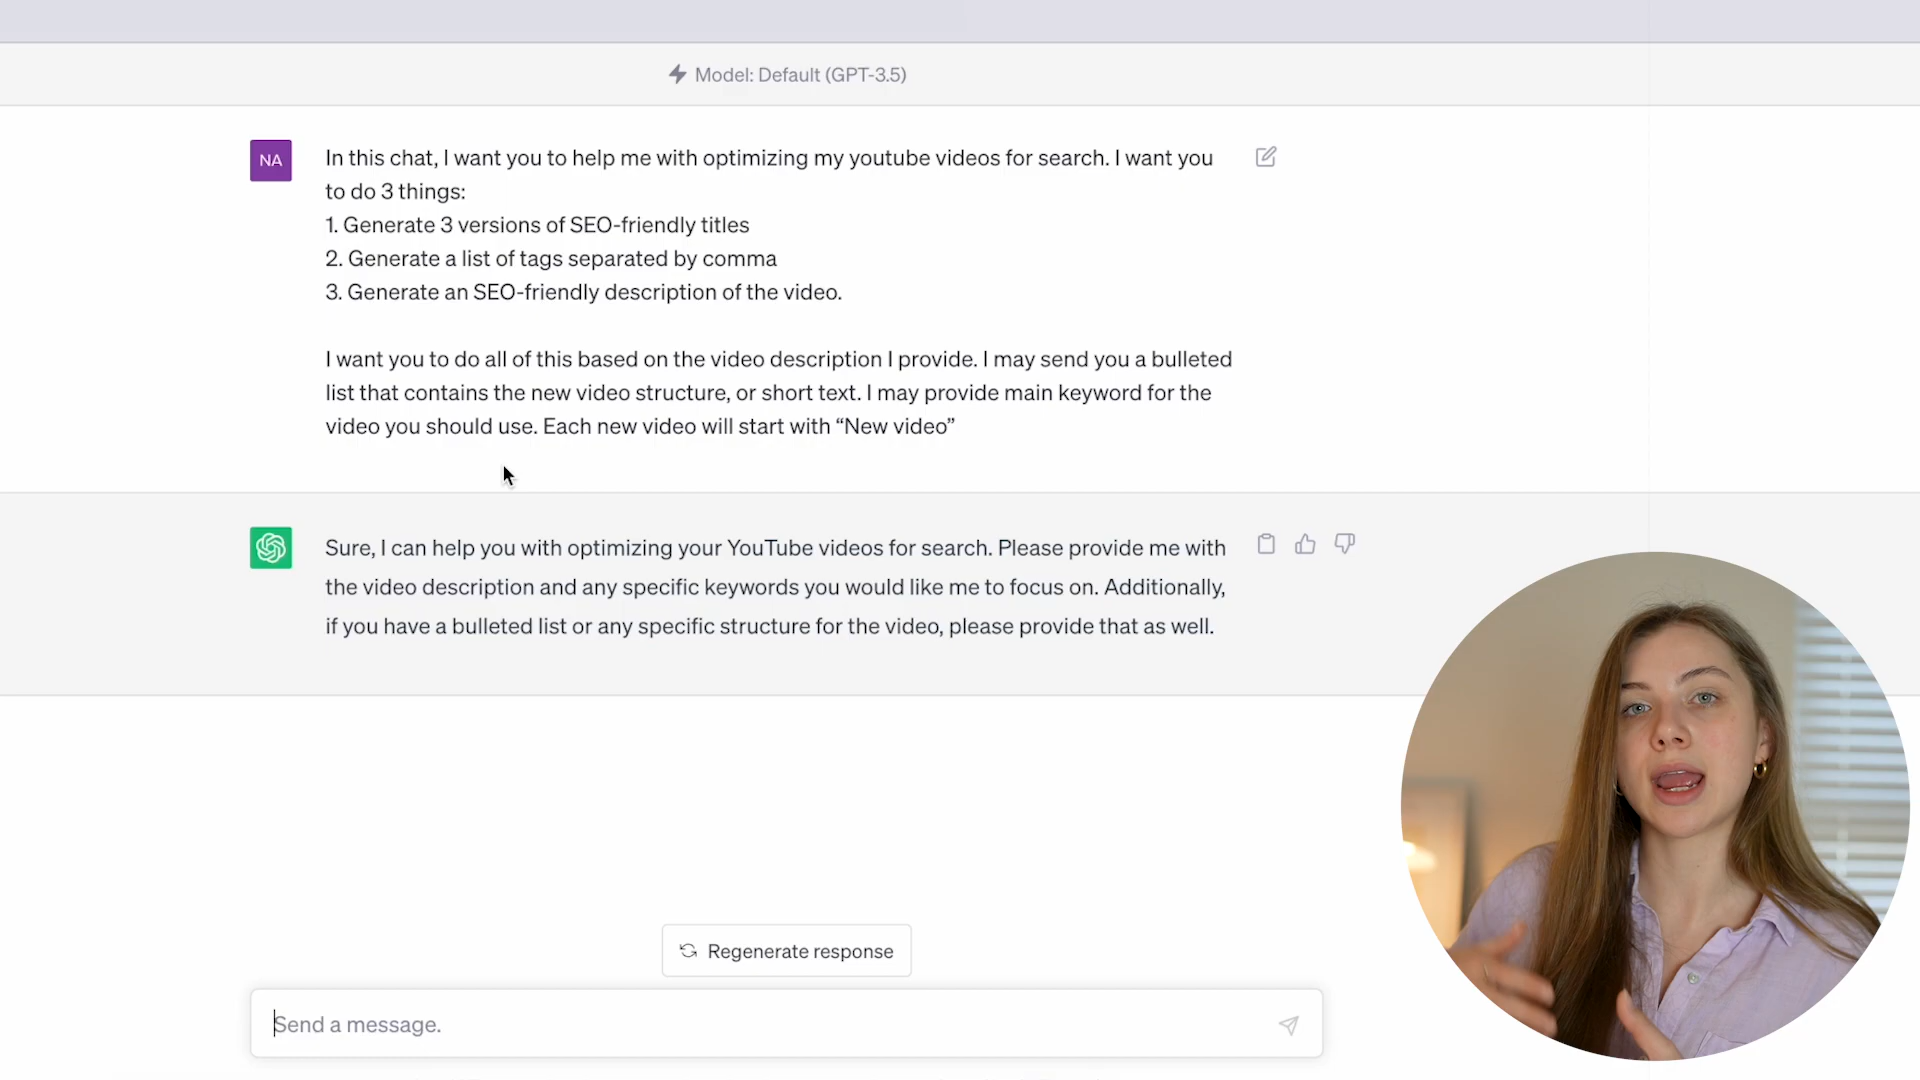 Model: Default (GPT-3.5)
NA
In this chat, I want you to help me with optimizing my youtube videos for search. I want you
to do 3 things:
1. Generate 3 versions of SEO-friendly titles
2. Generate a list of tags separated by comma
3. Generate an SEO-friendly description of the video.
I want you to do all of this based on the video description I provide. I may send you a bulleted
list that contains the new video structure, or short text. I may provide main keyword for the
video you should use. Each new video will start with “New video”
Sure, I can help you with optimizing your YouTube videos for search. Please provide me with
the video description and any specific keywords you would like me to focus on. Additionally,
if you have a bulleted list or any specific structure for the video, please provide that as well.
Regenerate response
Send a message.